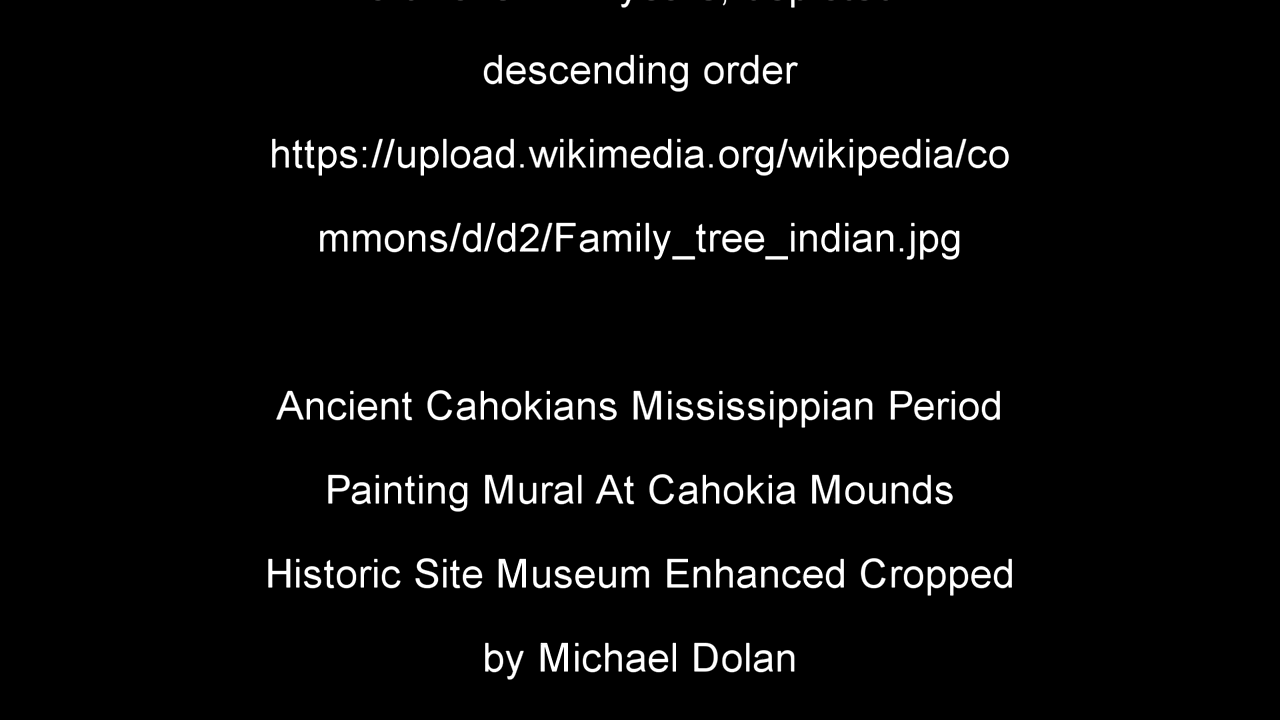 descending order
https://upload.wikimedia.org/wikipedia/co
mmons/d/d2/Family_tree_indian.jpg
Ancient Cahokians Mississippian Period
Painting Mural At Cahokia Mounds
Historic Site Museum Enhanced Cropped
by Michael Dolan